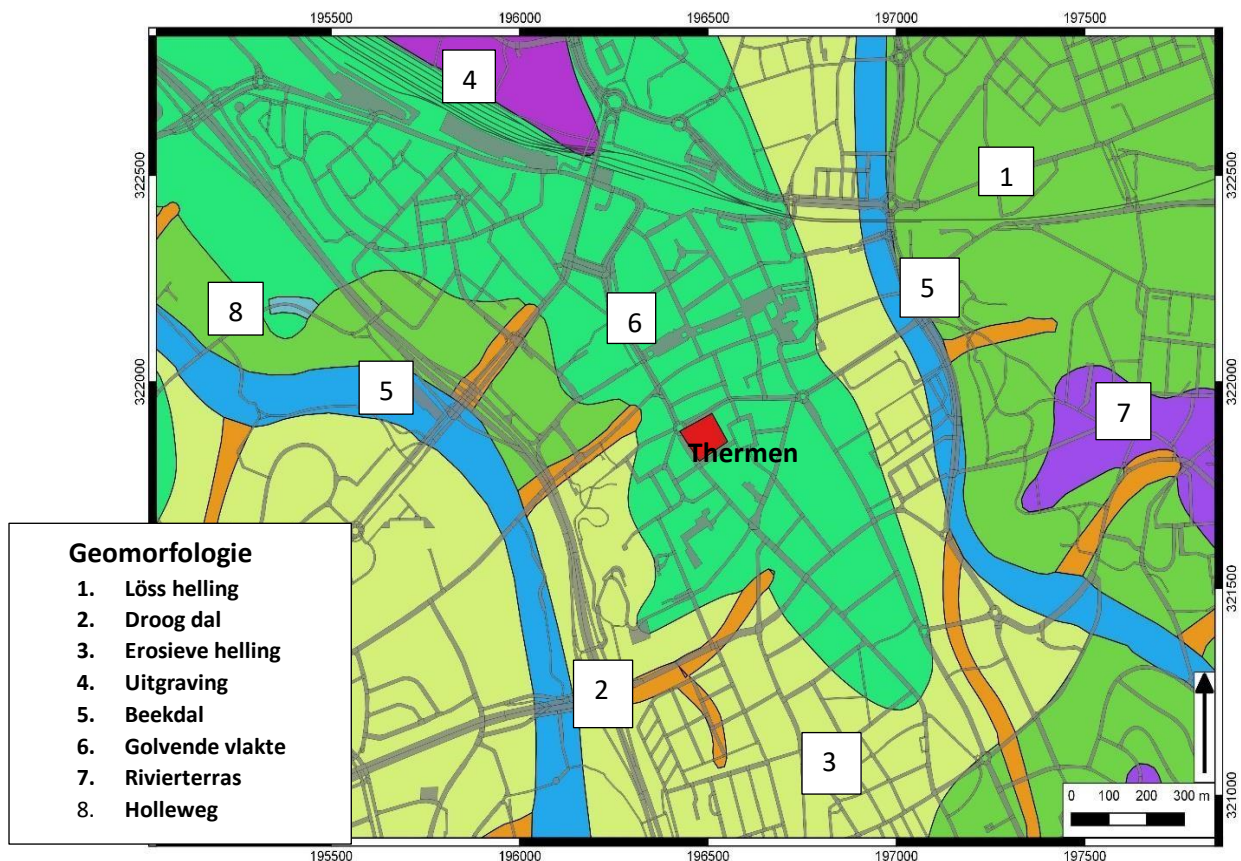 195500 196000 196500 197000 197500
4
322500 322500
1
8
5
6
322000 322000
5
7
Thermen
Geomorfologie
1. Löss helling
2. Droog dal
3. Erosieve helling
4. Uitgraving
5. Beekdal
6. Golvende vlakte
7. Rivierterras
8. Holleweg
321500
2
3
0 100 200 300 m
321000
195500 196000 196500 197000 197500